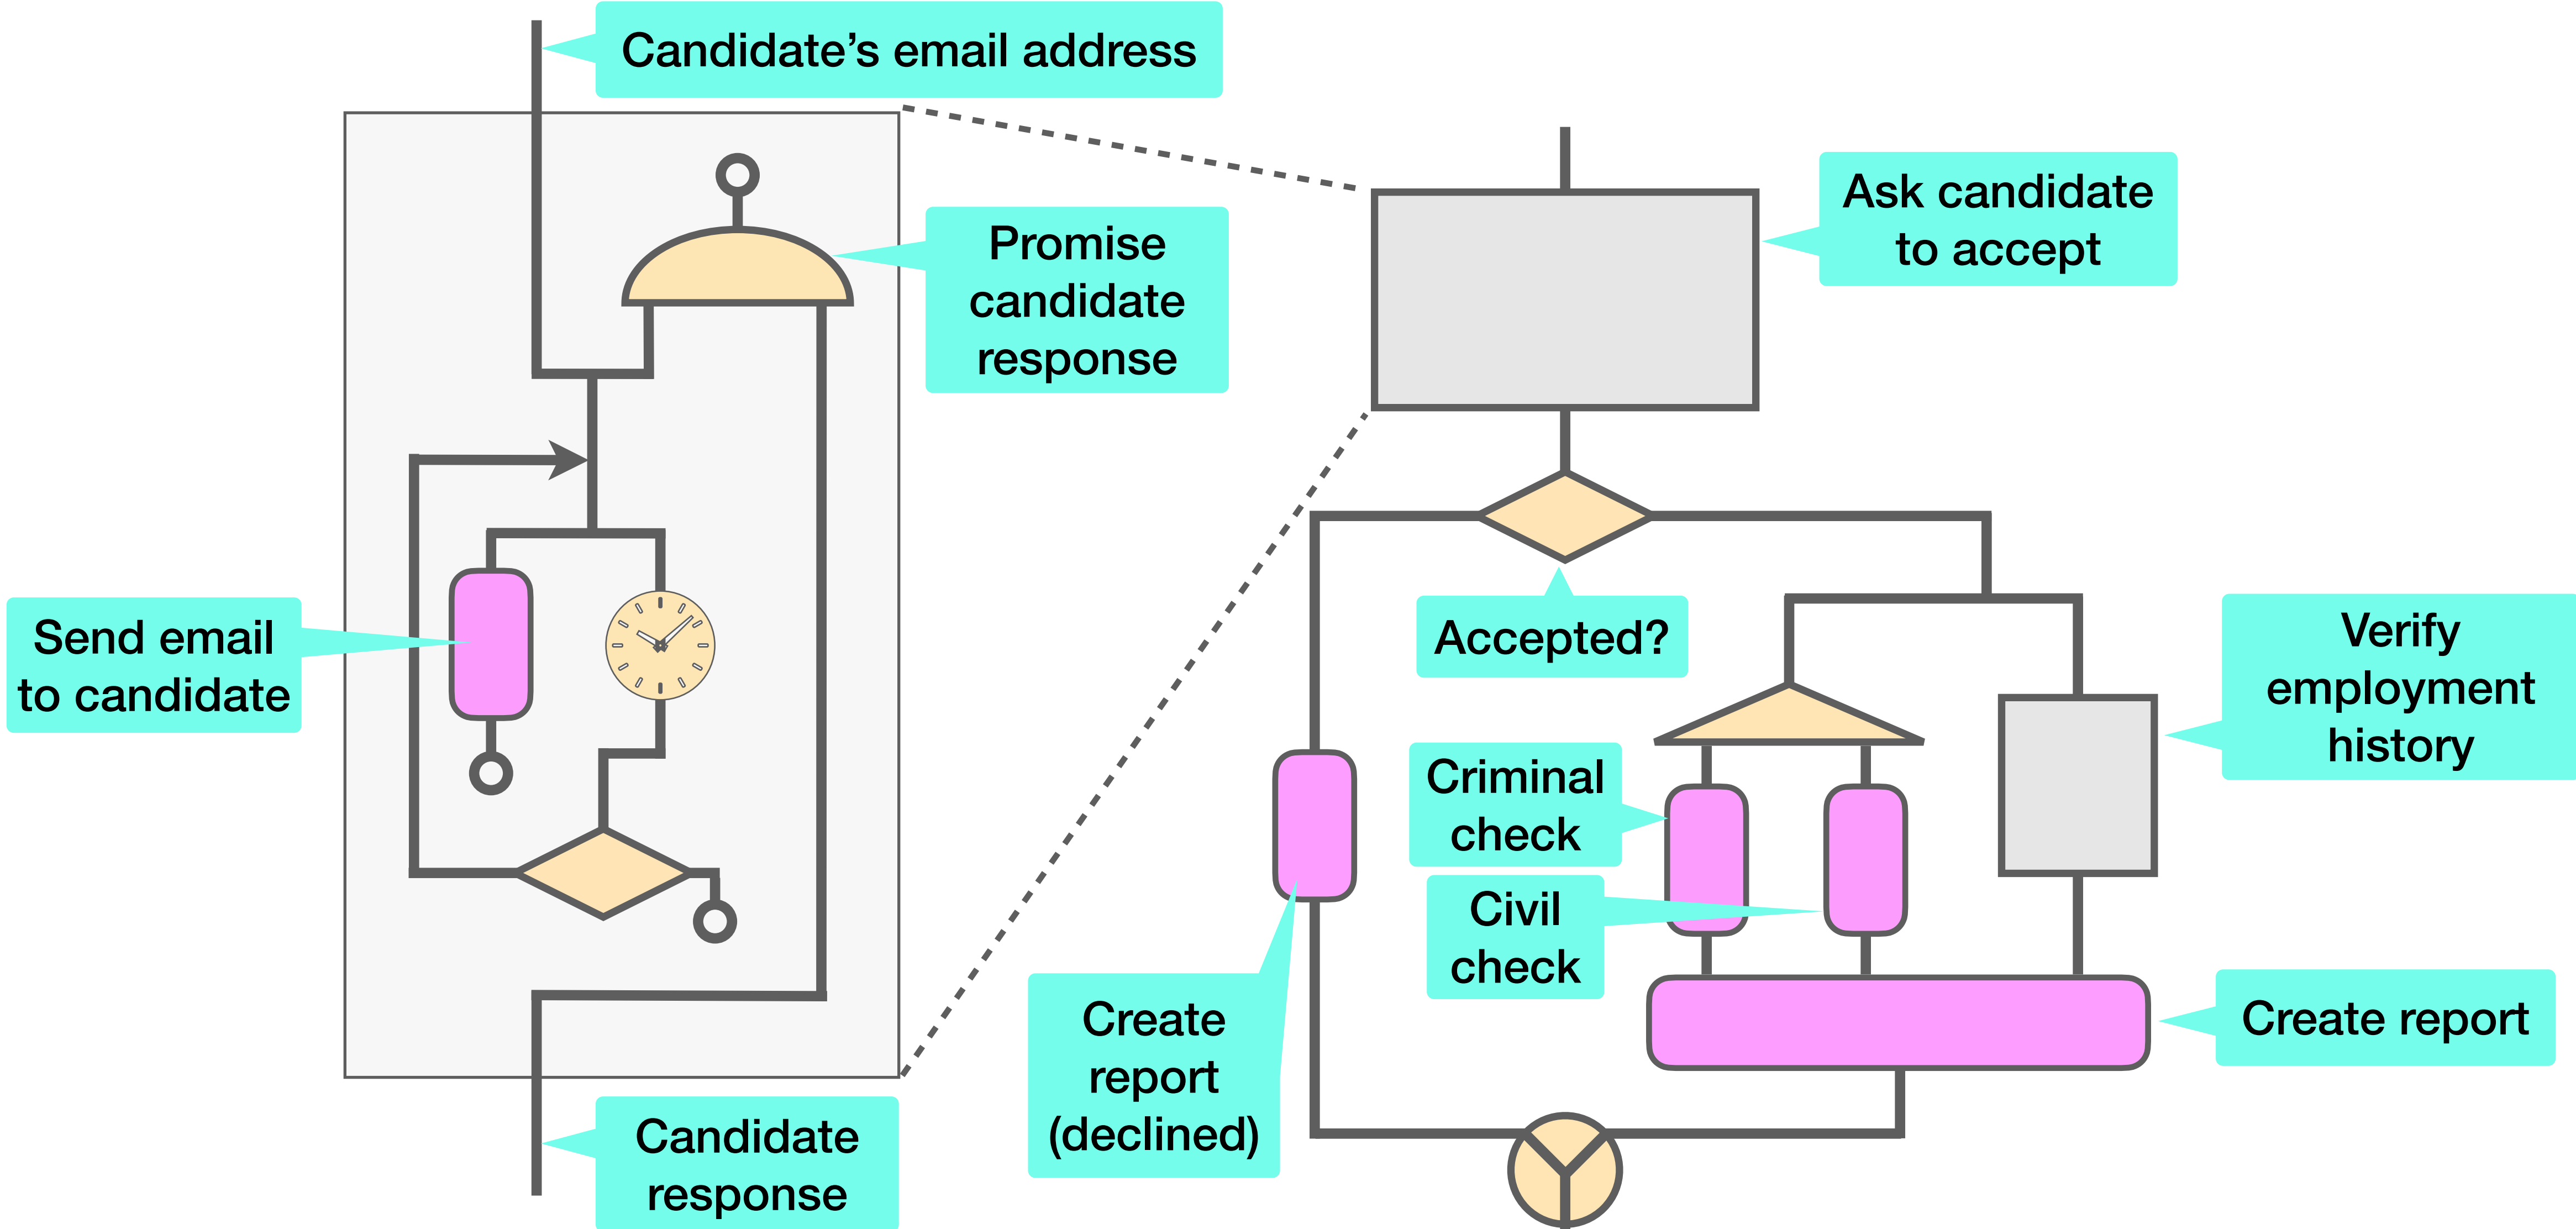 Candidate’s email address
Ask candidate
to accept
Promise
candidate
response
Send email
to candidate
Accepted?
Verify
employment
history
Criminal
check
Civil
check
Create
report
(declined)
Create report
Candidate
response